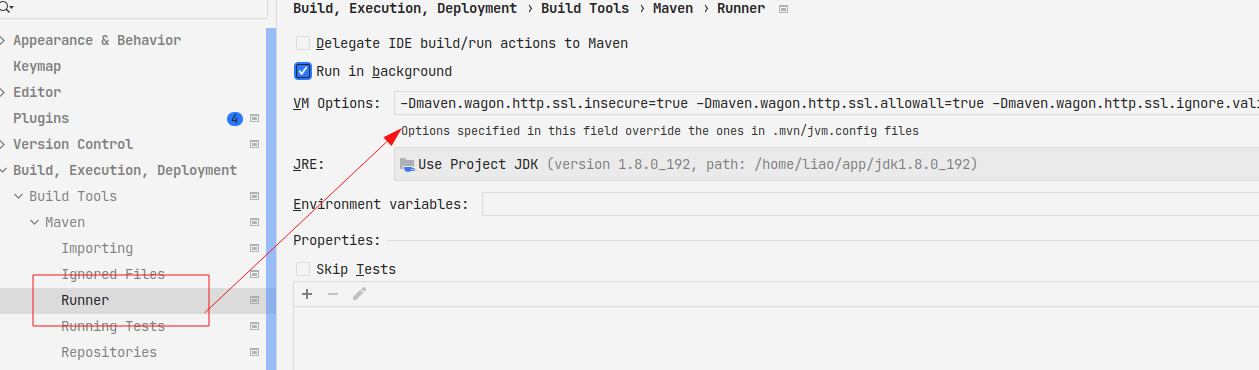 Appearance & Behavior
Keymap
Editor
Plugins 4
Version Control
Build, Execution, Deployment
Build Tools
Maven
Importing
Ignored Files
Runner
Running Tests
Repositories
Build, Execution, Deployment › Build Tools › Maven › Runner
Delegate IDE build/run actions to Maven
Run in background
VM Options: -Dmaven.wagon.http.ssl.insecure=true -Dmaven.wagon.http.ssl.allowall=true -Dmaven.wagon.http.ssl.ignore.vali
Options specified in this field override the ones in .mvn/jvm.config files
JRE: Use Project JDK (version 1.8.0_192, path: /home/liao/app/jdk1.8.0_192)
Environment variables:
Properties:
Skip Tests